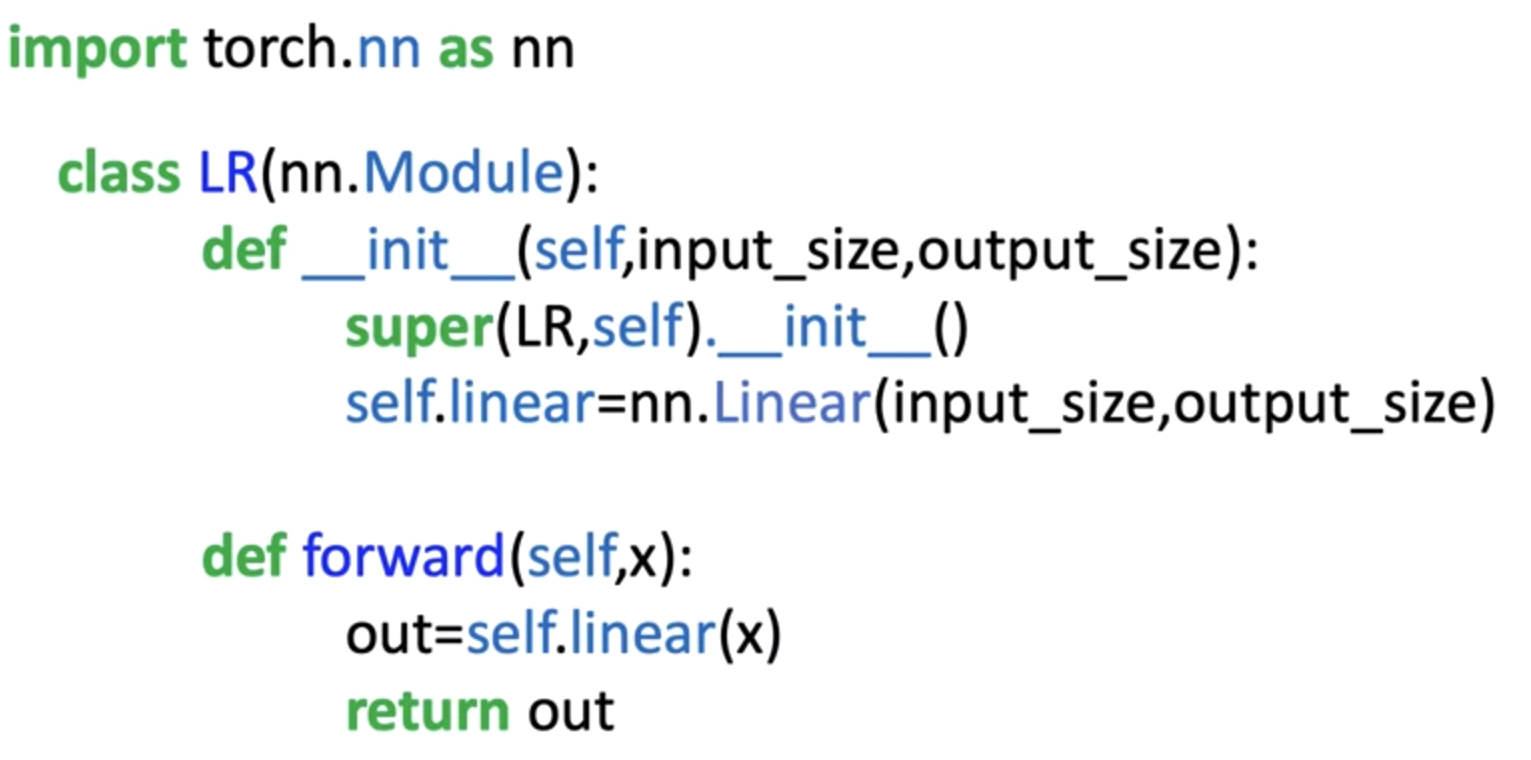 import torch.nn as nn
class LR(nn.Module):
def __init__(self,input_size,output_size):
super(LR,self).__init__()
self.linear=nn.Linear(input_size,output_size)
def forward(self,x):
out=self.linear(x)
return out